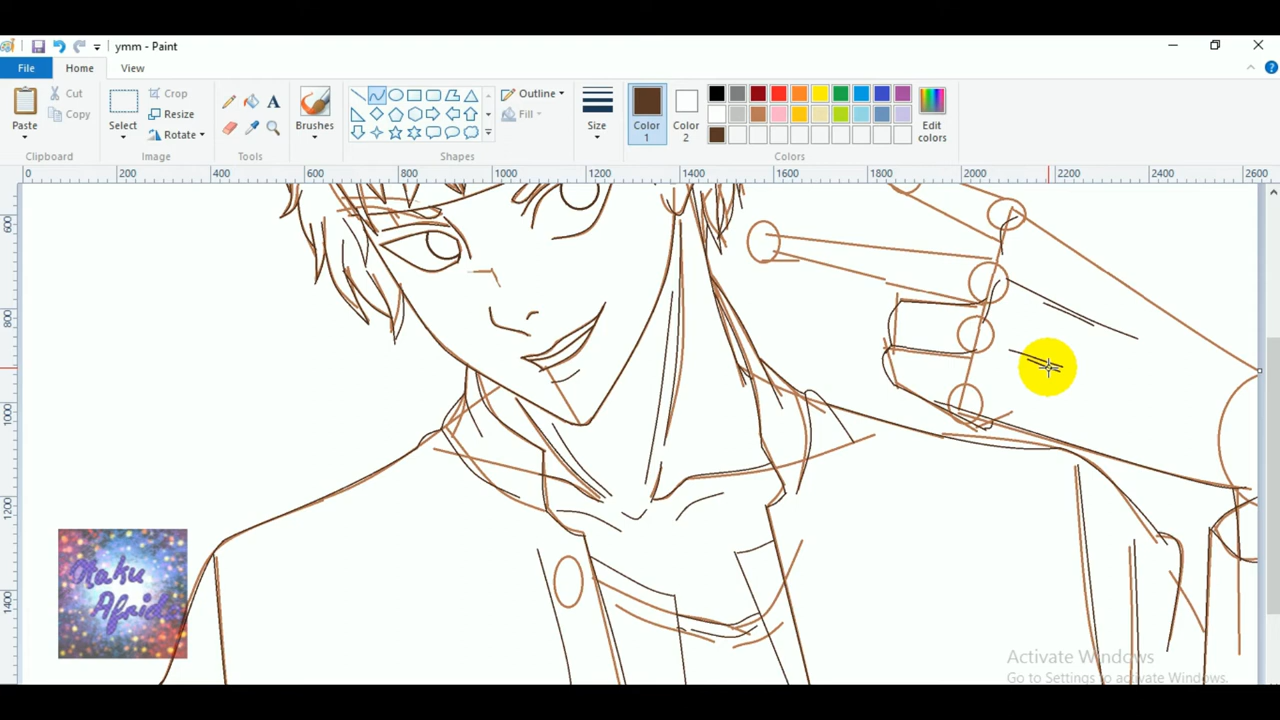 ymm - Paint
File
Home
View
Paste
Cut
Copy
Clipboard
Select
Crop
Resize
Rotate
Image
A
Tools
Brushes
Outline
Fill
Shapes
Size
Color
1
Color
2
Edit
colors
Colors
0 200 400 600 800 1000 1200 1400 1600 1800 2000 2200 2400 2600
600
800
1000
1200
1400
Otaku
Afrida
Activate Windows
Go to Settings to activate Windows.